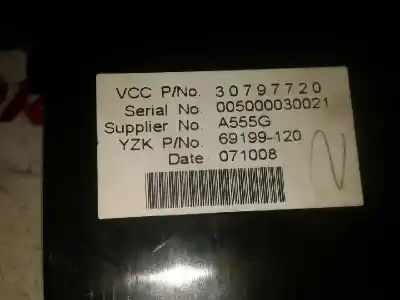 VCC P/No. 30797720
Serial No. 005000030021
Supplier No. A555G
YZK P/No. 69199-120
Date 071008
N